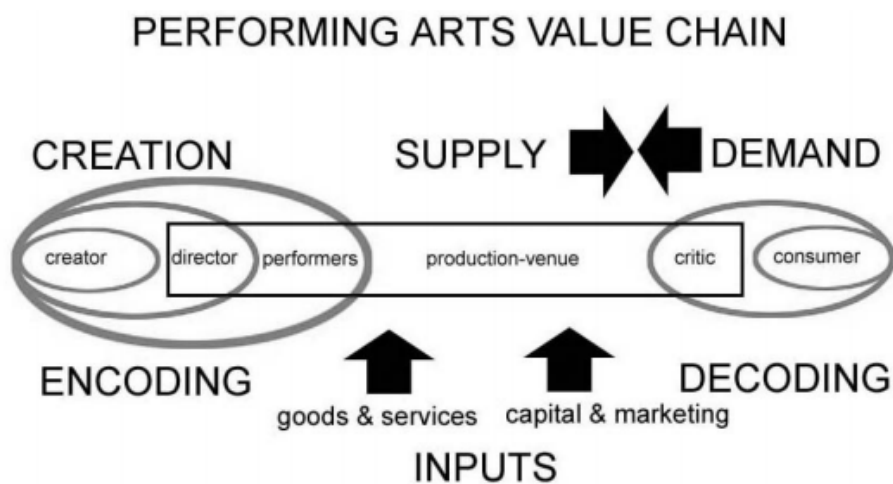 PERFORMING ARTS VALUE CHAIN
CREATION SUPPLY DEMAND
creator director performers production-venue critic consumer
ENCODING DECODING
goods & services capital & marketing
INPUTS